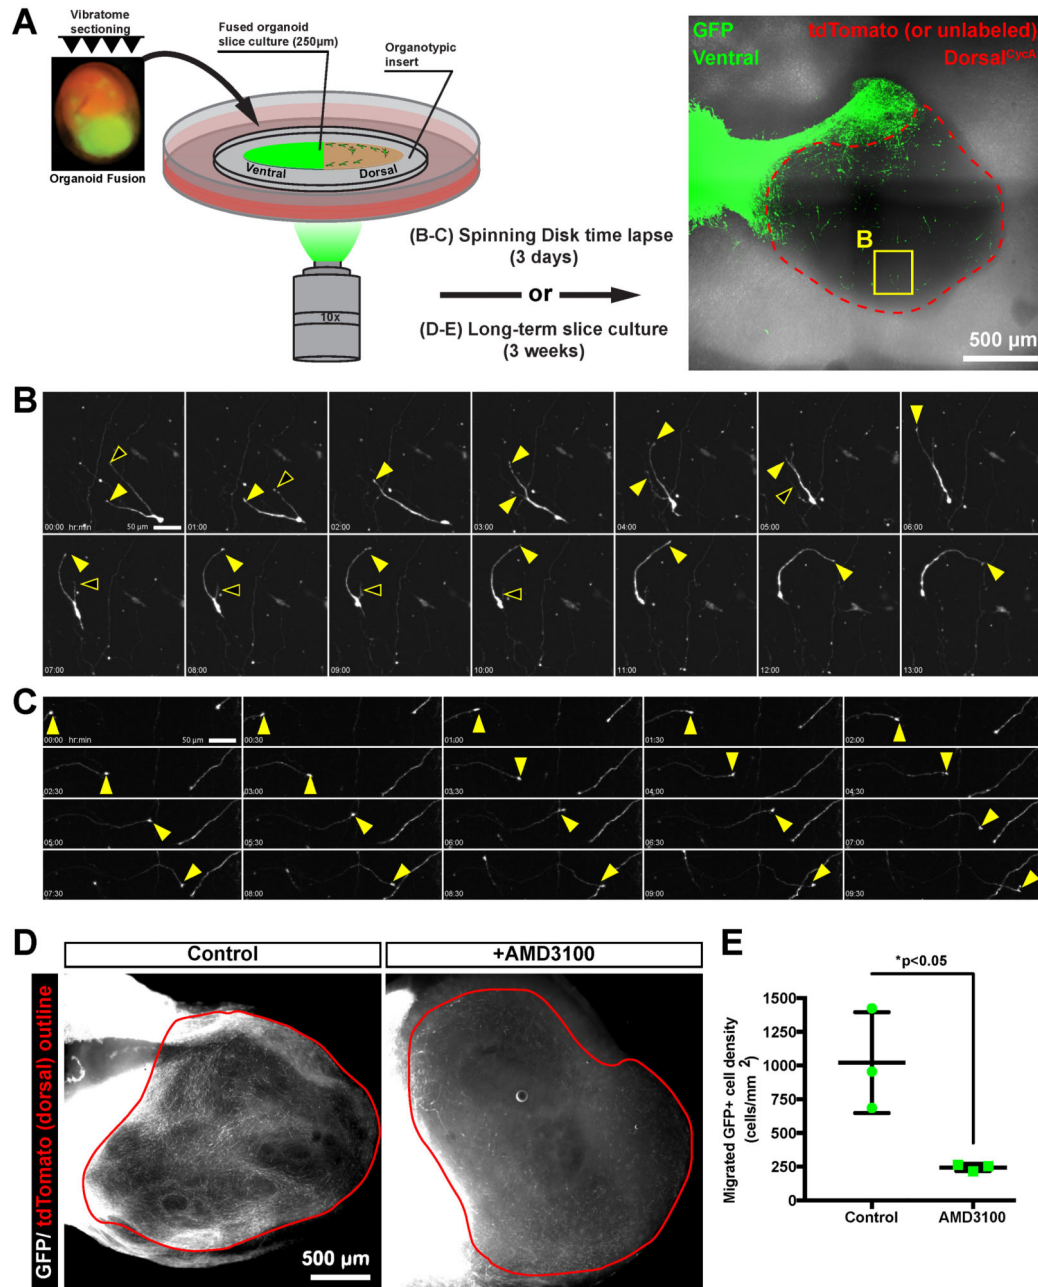 A
Vibratome
sectioning
Organoid Fusion
Fused organoid
slice culture (250µm)
Organotypic
insert
Ventral
Dorsal
10x
(B-C) Spinning Disk time lapse
(3 days)
or
(D-E) Long-term slice culture
(3 weeks)
GFP tdTomato (or unlabeled)
Ventral Dorsal^CycA
B
500 µm
B
00:00 hr:min 50 µm
01:00
02:00
03:00
04:00
05:00
06:00
07:00
08:00
09:00
10:00
11:00
12:00
13:00
C
00:00 hr:min 50 µm
00:30
01:00
01:30
02:00
02:30
03:00
03:30
04:00
04:30
05:00
05:30
06:00
06:30
07:00
07:30
08:00
08:30
09:00
09:30
D
Control
+AMD3100
GFP/ tdTomato (dorsal) outline
500 µm
E
*p<0.05
Migrated GFP+ cell density
(cells/mm²)
1500
1250
1000
750
500
250
0
Control
AMD3100